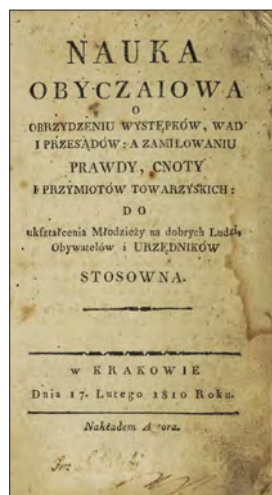 NAUKA
OBYCZAIOWA
O
OBRZYDZENIU WYSTĘPKÓW, WAD
I PRZESĄDÓW: A ZAMIŁOWANIU
PRAWDY, CNOTY
I PRZYMIOTÓW TOWARZYSKICH:
DO
ukształcenia Młodzieży na dobrych Ludzi,
Obywatelów i URZĘDNIKÓW
STOSOWNA.
w KRAKOWIE
Dnia 17. Lutego 1810 Roku.
Nakładem